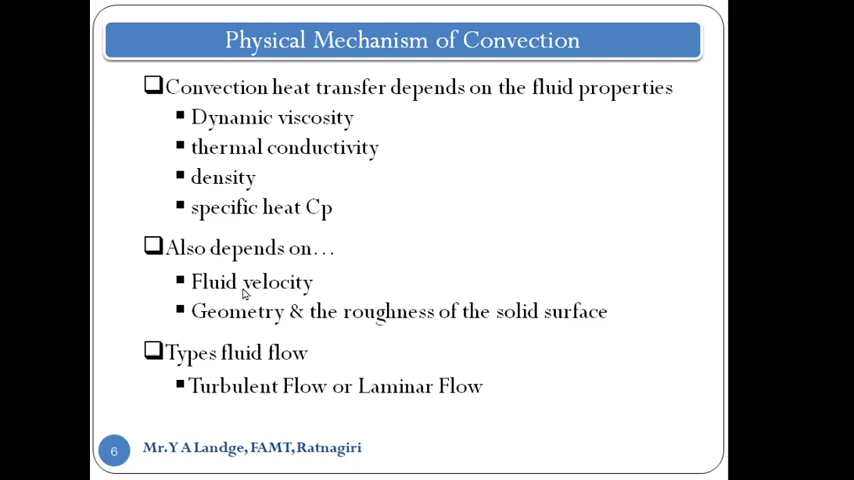 Physical Mechanism of Convection
Convection heat transfer depends on the fluid properties
Dynamic viscosity
thermal conductivity
density
specific heat Cp
Also depends on…
Fluid velocity
Geometry & the roughness of the solid surface
Types fluid flow
Turbulent Flow or Laminar Flow
6
Mr.Y A Landge, FAMT, Ratnagiri